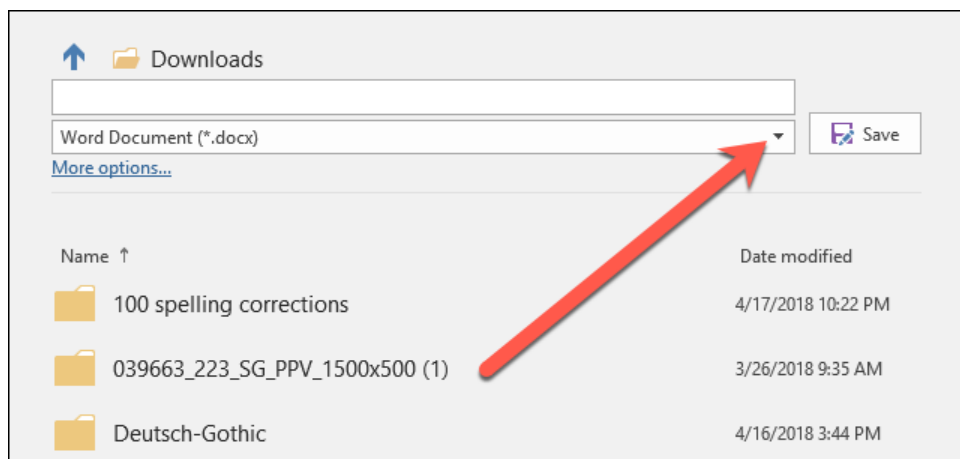 Downloads
Word Document (*.docx)
Save
More options...
Name ↑ Date modified
100 spelling corrections 4/17/2018 10:22 PM
039663_223_SG_PPV_1500x500 (1) 3/26/2018 9:35 AM
Deutsch-Gothic 4/16/2018 3:44 PM